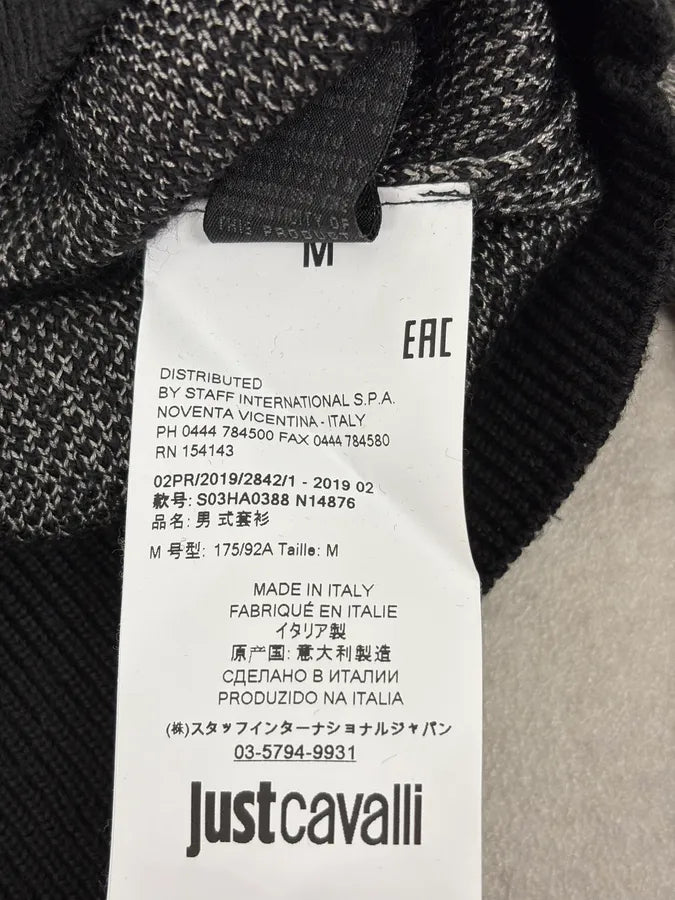 THIS PRODUCT
M
EAC
DISTRIBUTED
BY STAFF INTERNATIONAL S.P.A.
NOVENTA VICENTINA - ITALY
PH 0444 784500 FAX 0444 784580
RN 154143
02PR/2019/2842/1 - 2019 02
款号: S03HA0388 N14876
品名: 男 式套衫
M 号型: 175/92A Taille: M
MADE IN ITALY
FABRIQUÉ EN ITALIE
イタリア製
原产国: 意大利製造
СДЕЛАНО В ИТАЛИИ
PRODUZIDO NA ITALIA
(株)スタッフインターナショナルジャパン
03-5794-9931
justcavalli